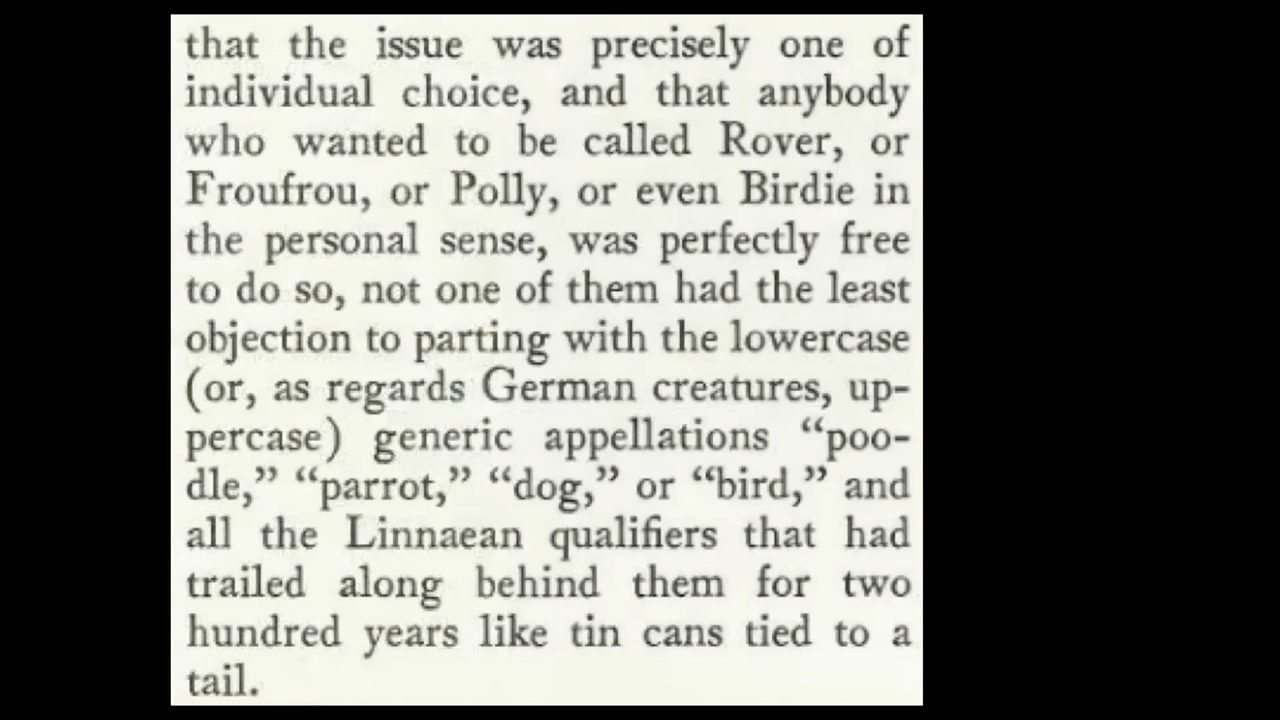 that the issue was precisely one of
individual choice, and that anybody
who wanted to be called Rover, or
Froufrou, or Polly, or even Birdie in
the personal sense, was perfectly free
to do so, not one of them had the least
objection to parting with the lowercase
(or, as regards German creatures, up-
percase) generic appellations “poo-
dle,” “parrot,” “dog,” or “bird,” and
all the Linnaean qualifiers that had
trailed along behind them for two
hundred years like tin cans tied to a
tail.